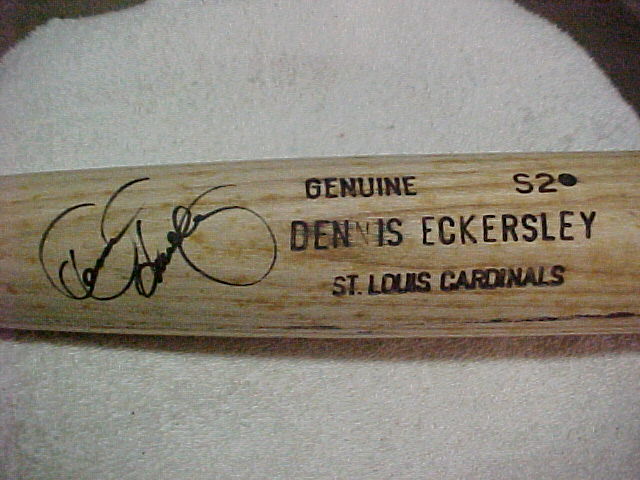 GENUINE S2
DENNIS ECKERSLEY
ST. LOUIS CARDINALS